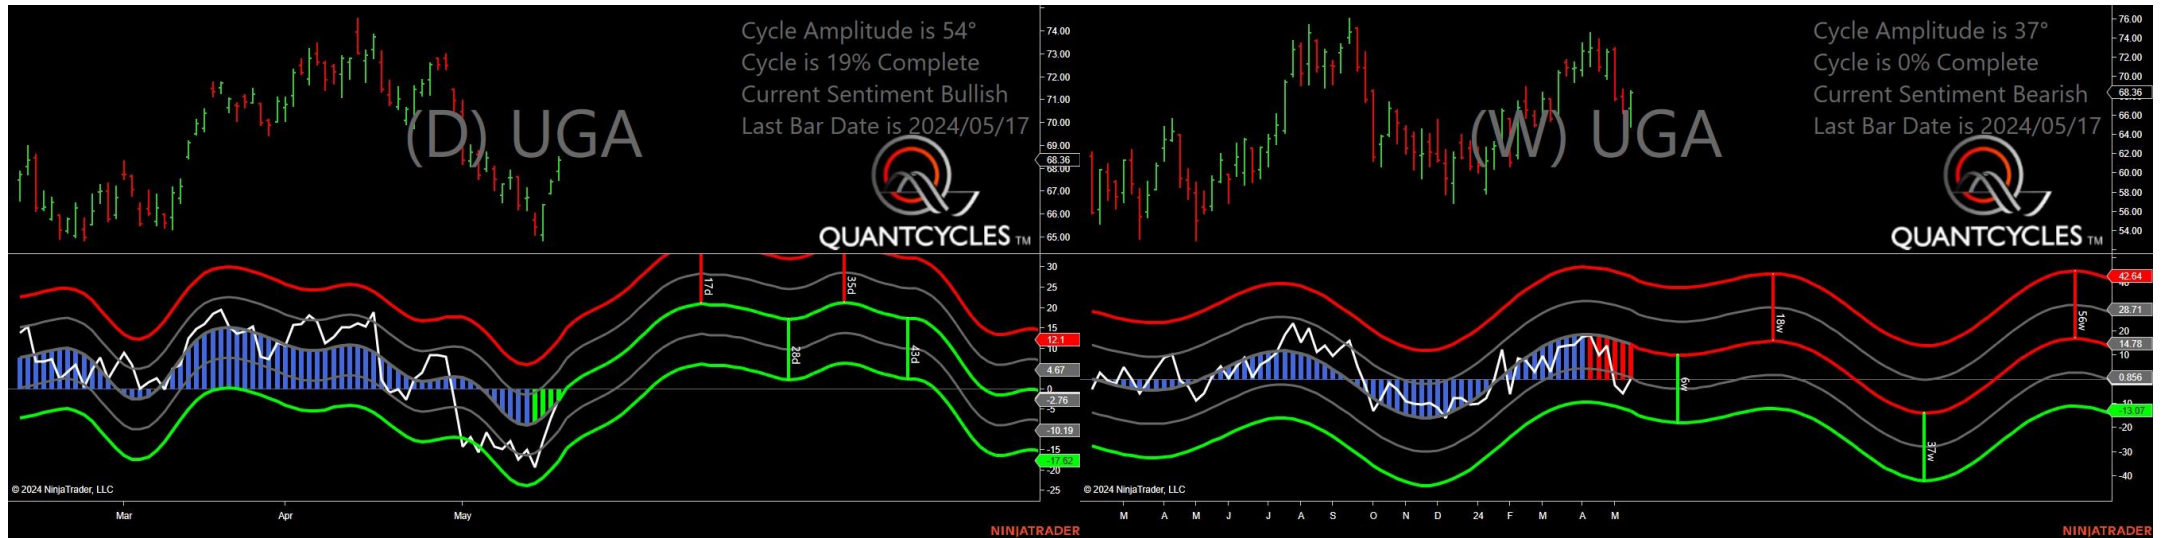 Cycle Amplitude is 54°
Cycle is 19% Complete
Current Sentiment Bullish
Last Bar Date is 2024/05/17
(D) UGA
QUANTCYCLES TM
74.00
73.00
72.00
71.00
70.00
69.00
68.36
68.00
67.00
66.00
65.00
17d
35d
28d
43d
30
25
20
15
12.1
10
4.67
0
-2.76
-5
-10.19
-15
-17.62
-20
-25
© 2024 NinjaTrader, LLC
Mar
Apr
May
NINJATRADER
Cycle Amplitude is 37°
Cycle is 0% Complete
Current Sentiment Bearish
Last Bar Date is 2024/05/17
(W) UGA
QUANTCYCLES TM
76.00
74.00
72.00
70.00
68.36
66.00
64.00
62.00
60.00
58.00
56.00
54.00
18w
56w
6w
37w
42.64
40
28.71
20
14.78
10
0.856
-10
-13.07
-20
-30
-40
© 2024 NinjaTrader, LLC
M
A
M
J
J
A
S
O
N
D
24
F
M
A
M
NINJATRADER